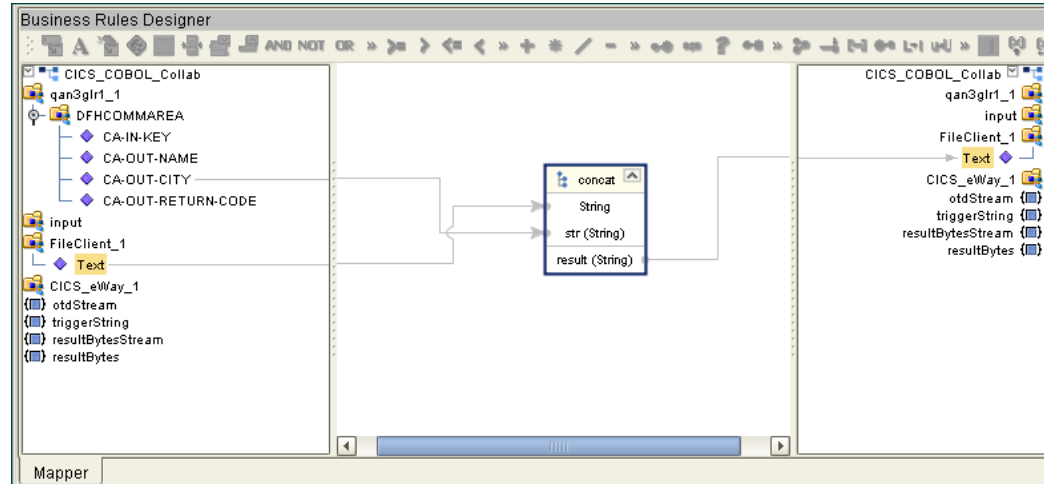 Business Rules Designer
A AND NOT OR » >= > <= < » + * / - » ? » »
CICS_COBOL_Collab
qan3glr1_1
DFHCOMMAREA
CA-IN-KEY
CA-OUT-NAME
CA-OUT-CITY
CA-OUT-RETURN-CODE
input
FileClient_1
Text
CICS_eWay_1
otdStream
triggerString
resultBytesStream
resultBytes
concat
String
str (String)
result (String)
CICS_COBOL_Collab
qan3glr1_1
input
FileClient_1
Text
CICS_eWay_1
otdStream
triggerString
resultBytesStream
resultBytes
Mapper